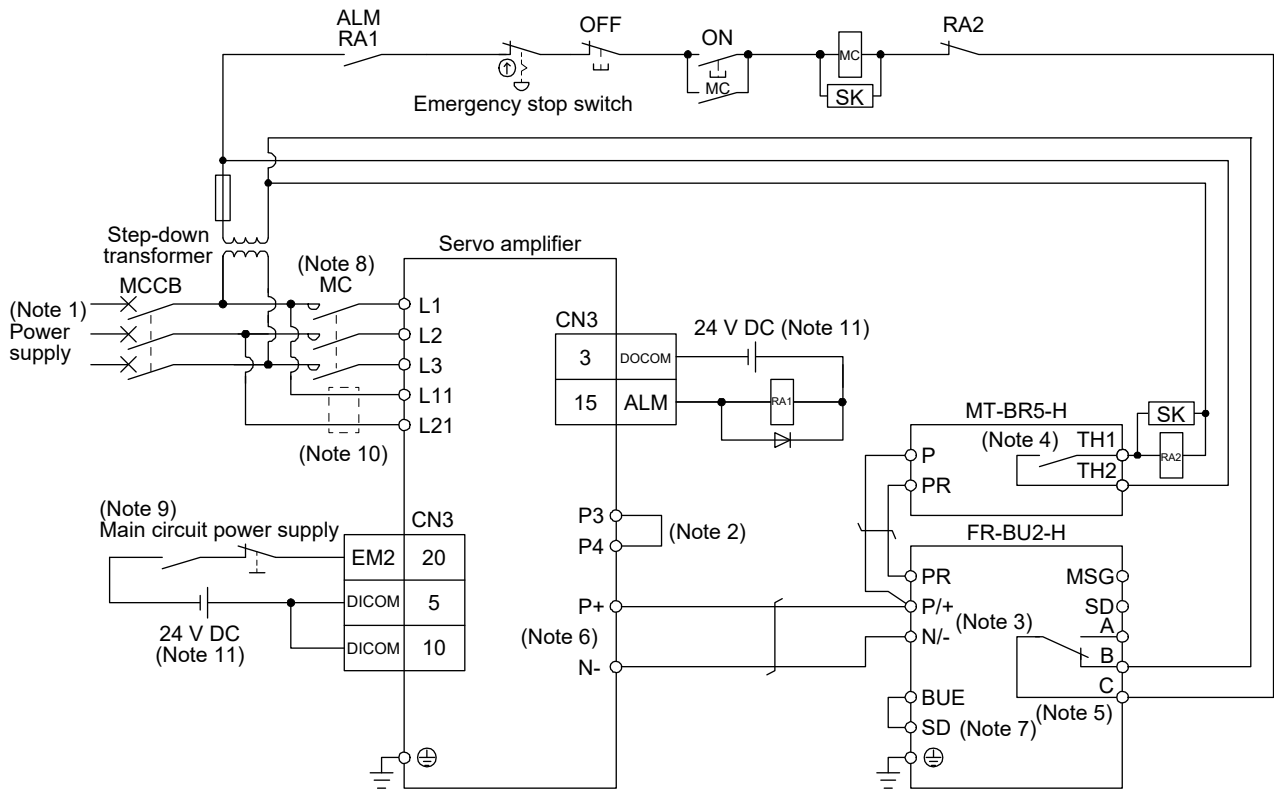 ALM
RA1
OFF
ON
RA2
MC
MC
SK
Emergency stop switch
Step-down
transformer
MCCB
(Note 8)
MC
Servo amplifier
(Note 1)
Power
supply
L1
L2
L3
L11
L21
(Note 10)
CN3
3 DOCOM
15 ALM
24 V DC (Note 11)
RA1
MT-BR5-H
(Note 4)
P
PR
TH1
TH2
SK
RA2
(Note 9)
Main circuit power supply
CN3
EM2 20
DICOM 5
DICOM 10
24 V DC
(Note 11)
P3
P4
(Note 2)
P+
(Note 6)
N-
FR-BU2-H
PR
P/+
N/-
(Note 3)
MSG
SD
A
B
C
(Note 5)
BUE
SD (Note 7)